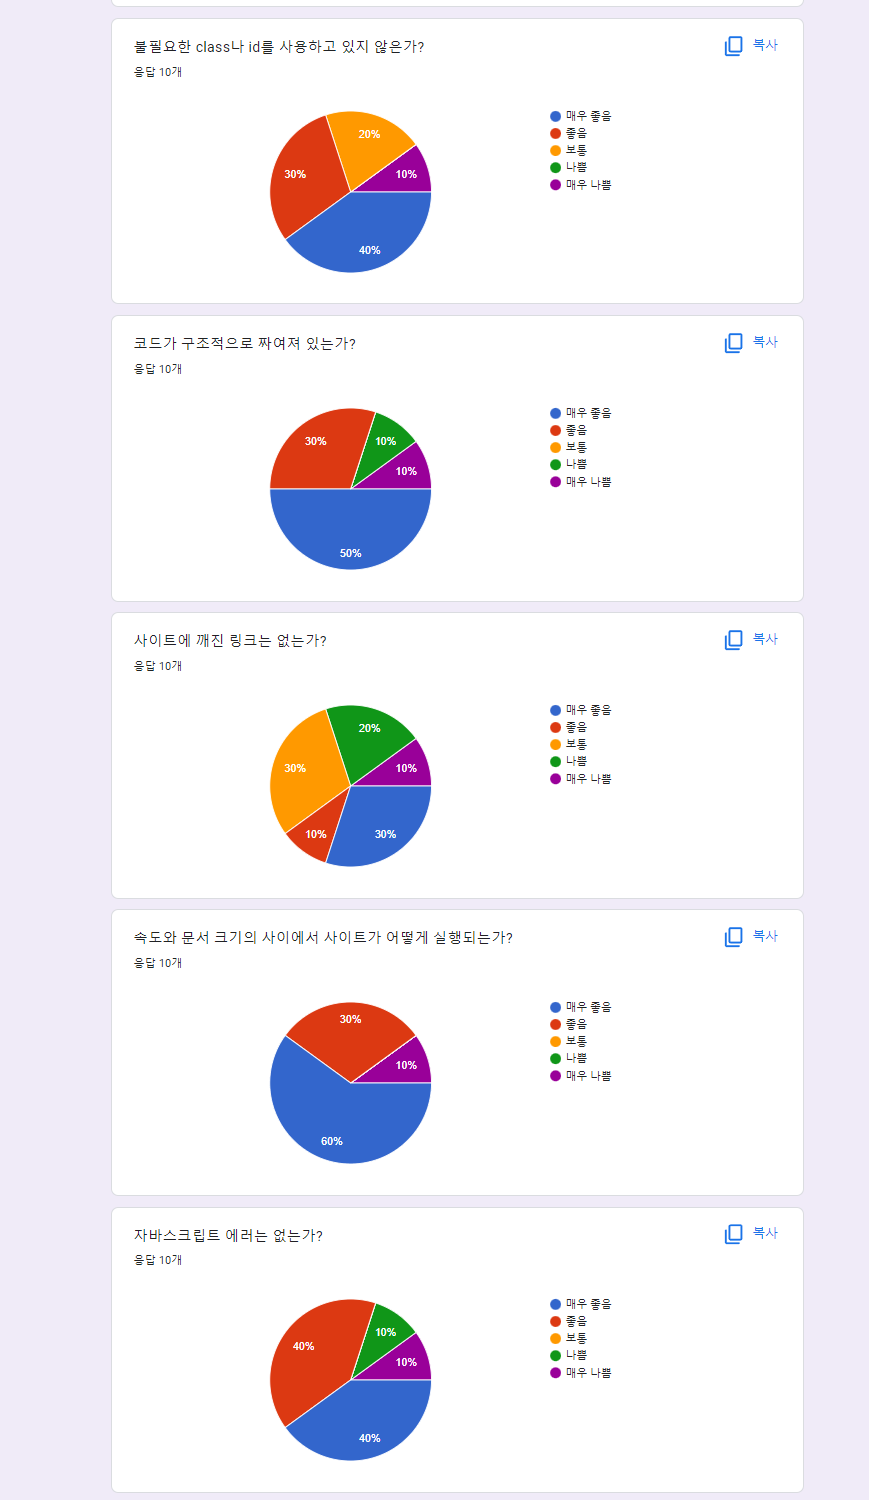 불필요한 class나 id를 사용하고 있지 않은가?
복사
응답 10개
매우 좋음
좋음
보통
나쁨
매우 나쁨
20%
30%
10%
40%
코드가 구조적으로 짜여져 있는가?
복사
응답 10개
매우 좋음
좋음
보통
나쁨
매우 나쁨
30%
10%
10%
50%
사이트에 깨진 링크는 없는가?
복사
응답 10개
매우 좋음
좋음
보통
나쁨
매우 나쁨
20%
30%
10%
10%
30%
속도와 문서 크기의 사이에서 사이트가 어떻게 실행되는가?
복사
응답 10개
매우 좋음
좋음
보통
나쁨
매우 나쁨
30%
10%
60%
자바스크립트 에러는 없는가?
복사
응답 10개
매우 좋음
좋음
보통
나쁨
매우 나쁨
10%
40%
10%
40%